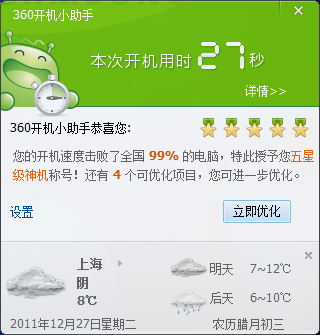 360开机小助手
本次开机用时 27 秒
详情>>
360开机小助手恭喜您：
您的开机速度击败了全国 99% 的电脑，特此授予您五星
级神机称号！还有 4 个可优化项目，您可进一步优化。
设置
立即优化
上海
阴
8℃
明天 7~12℃
后天 6~10℃
2011年12月27日星期二
农历腊月初三